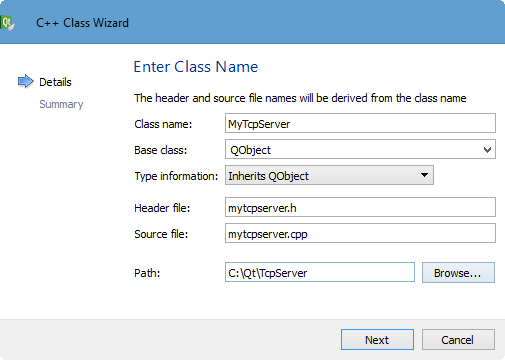 Qt C++ Class Wizard
Enter Class Name
Details
Summary
The header and source file names will be derived from the class name
Class name: MyTcpServer
Base class: QObject
Type information: Inherits QObject
Header file: mytcpserver.h
Source file: mytcpserver.cpp
Path: C:\Qt\TcpServer Browse...
Next Cancel